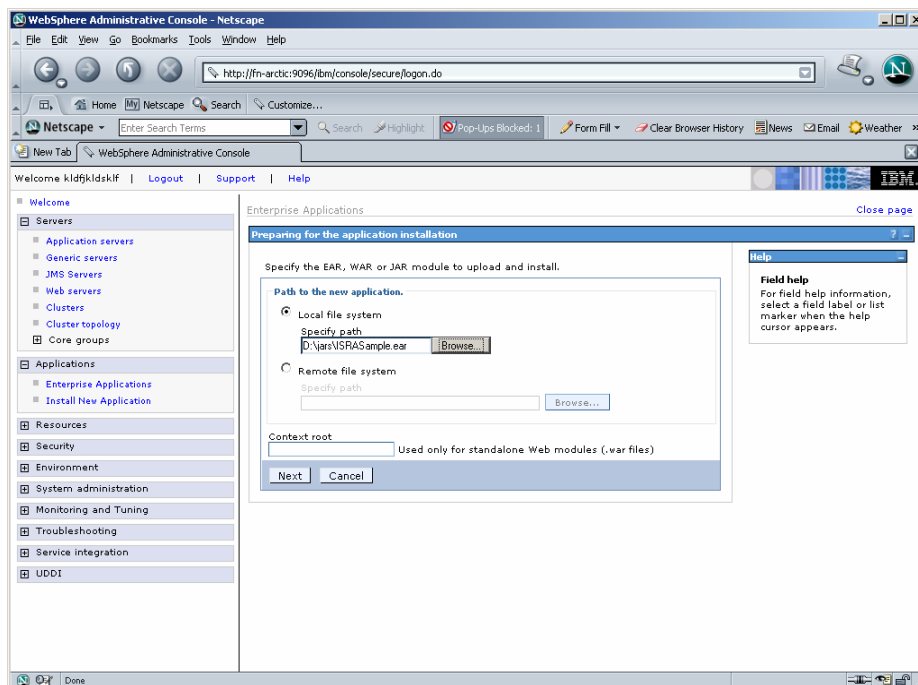 WebSphere Administrative Console - Netscape
File Edit View Go Bookmarks Tools Window Help
http://fn-arctic:9096/ibm/console/secure/logon.do
Home My Netscape Search Customize...
Netscape Enter Search Terms Search Highlight Pop-Ups Blocked: 1 Form Fill Clear Browser History News Email Weather »
New Tab WebSphere Administrative Console
Welcome kldfjkldsklf | Logout | Support | Help IBM.
Welcome
Servers
Application servers
Generic servers
JMS Servers
Web servers
Clusters
Cluster topology
Core groups
Applications
Enterprise Applications
Install New Application
Resources
Security
Environment
System administration
Monitoring and Tuning
Troubleshooting
Service integration
UDDI
Enterprise Applications Close page
Preparing for the application installation ? –
Specify the EAR, WAR or JAR module to upload and install.
Path to the new application.
Local file system
Specify path
D:\jars\ISRASample.ear Browse...
Remote file system
Specify path
Browse...
Context root
Used only for standalone Web modules (.war files)
Next Cancel
Help –
Field help
For field help information,
select a field label or list
marker when the help
cursor appears.
Done